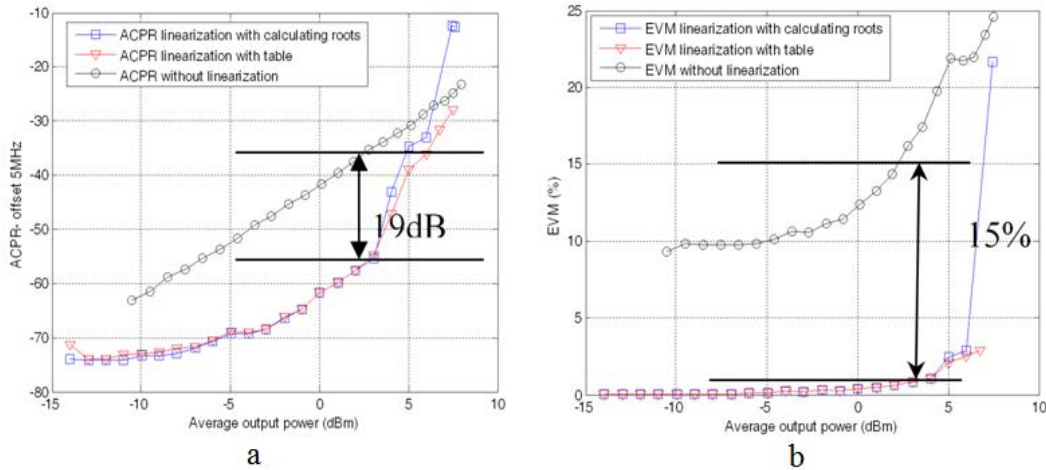 ACPR linearization with calculating roots
ACPR linearization with table
ACPR without linearization
-10
-20
-30
-40
-50
-60
-70
-80
ACPR- offset 5MHz
19dB
-15 -10 -5 0 5 10
Average output power (dBm)
a
EVM linearization with calculating roots
EVM linearization with table
EVM without linearization
25
20
15
10
5
0
EVM (%)
15%
-15 -10 -5 0 5 10
Average output power (dBm)
b